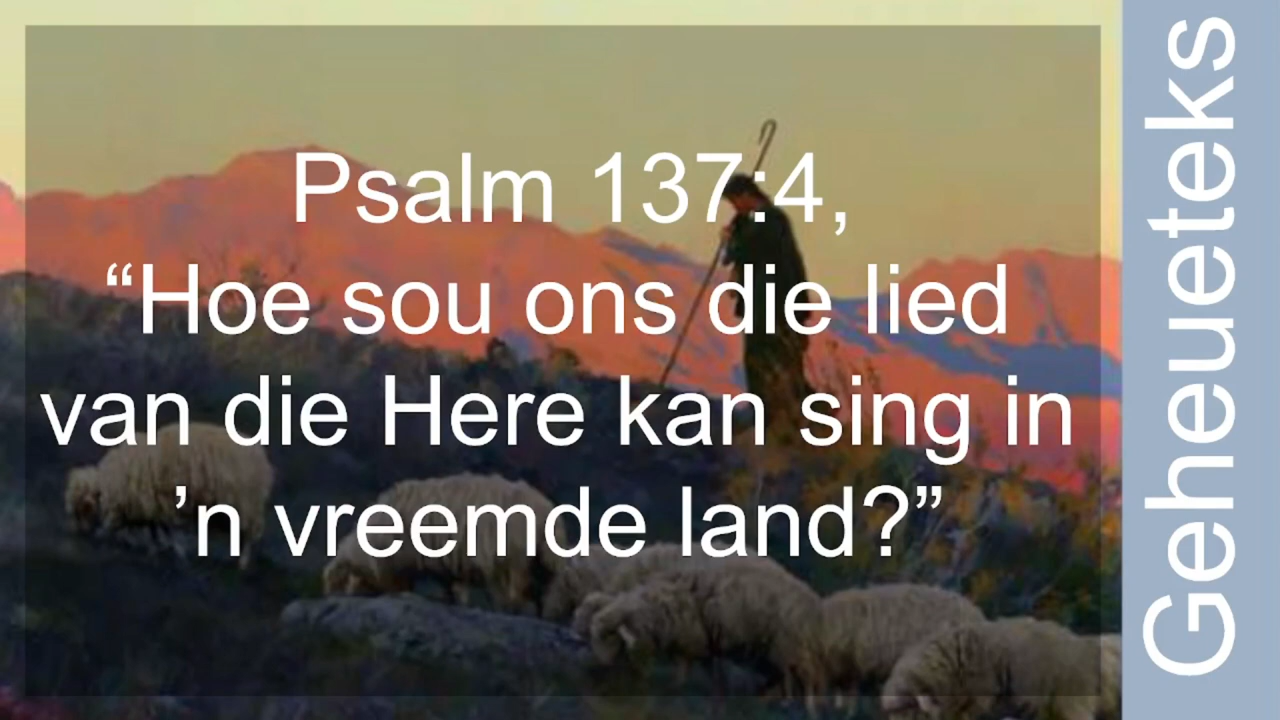 Psalm 137:4,
“Hoe sou ons die lied
van die Here kan sing in
’n vreemde land?”
Geheueteks